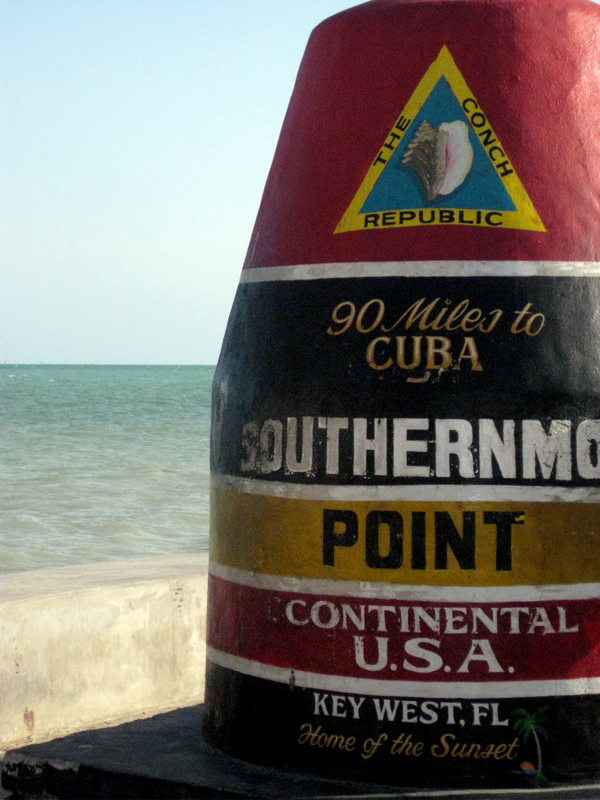 THE CONCH
REPUBLIC
90 Miles to
CUBA
SOUTHERNMO
POINT
CONTINENTAL
U.S.A.
KEY WEST, FL
Home of the Sunset